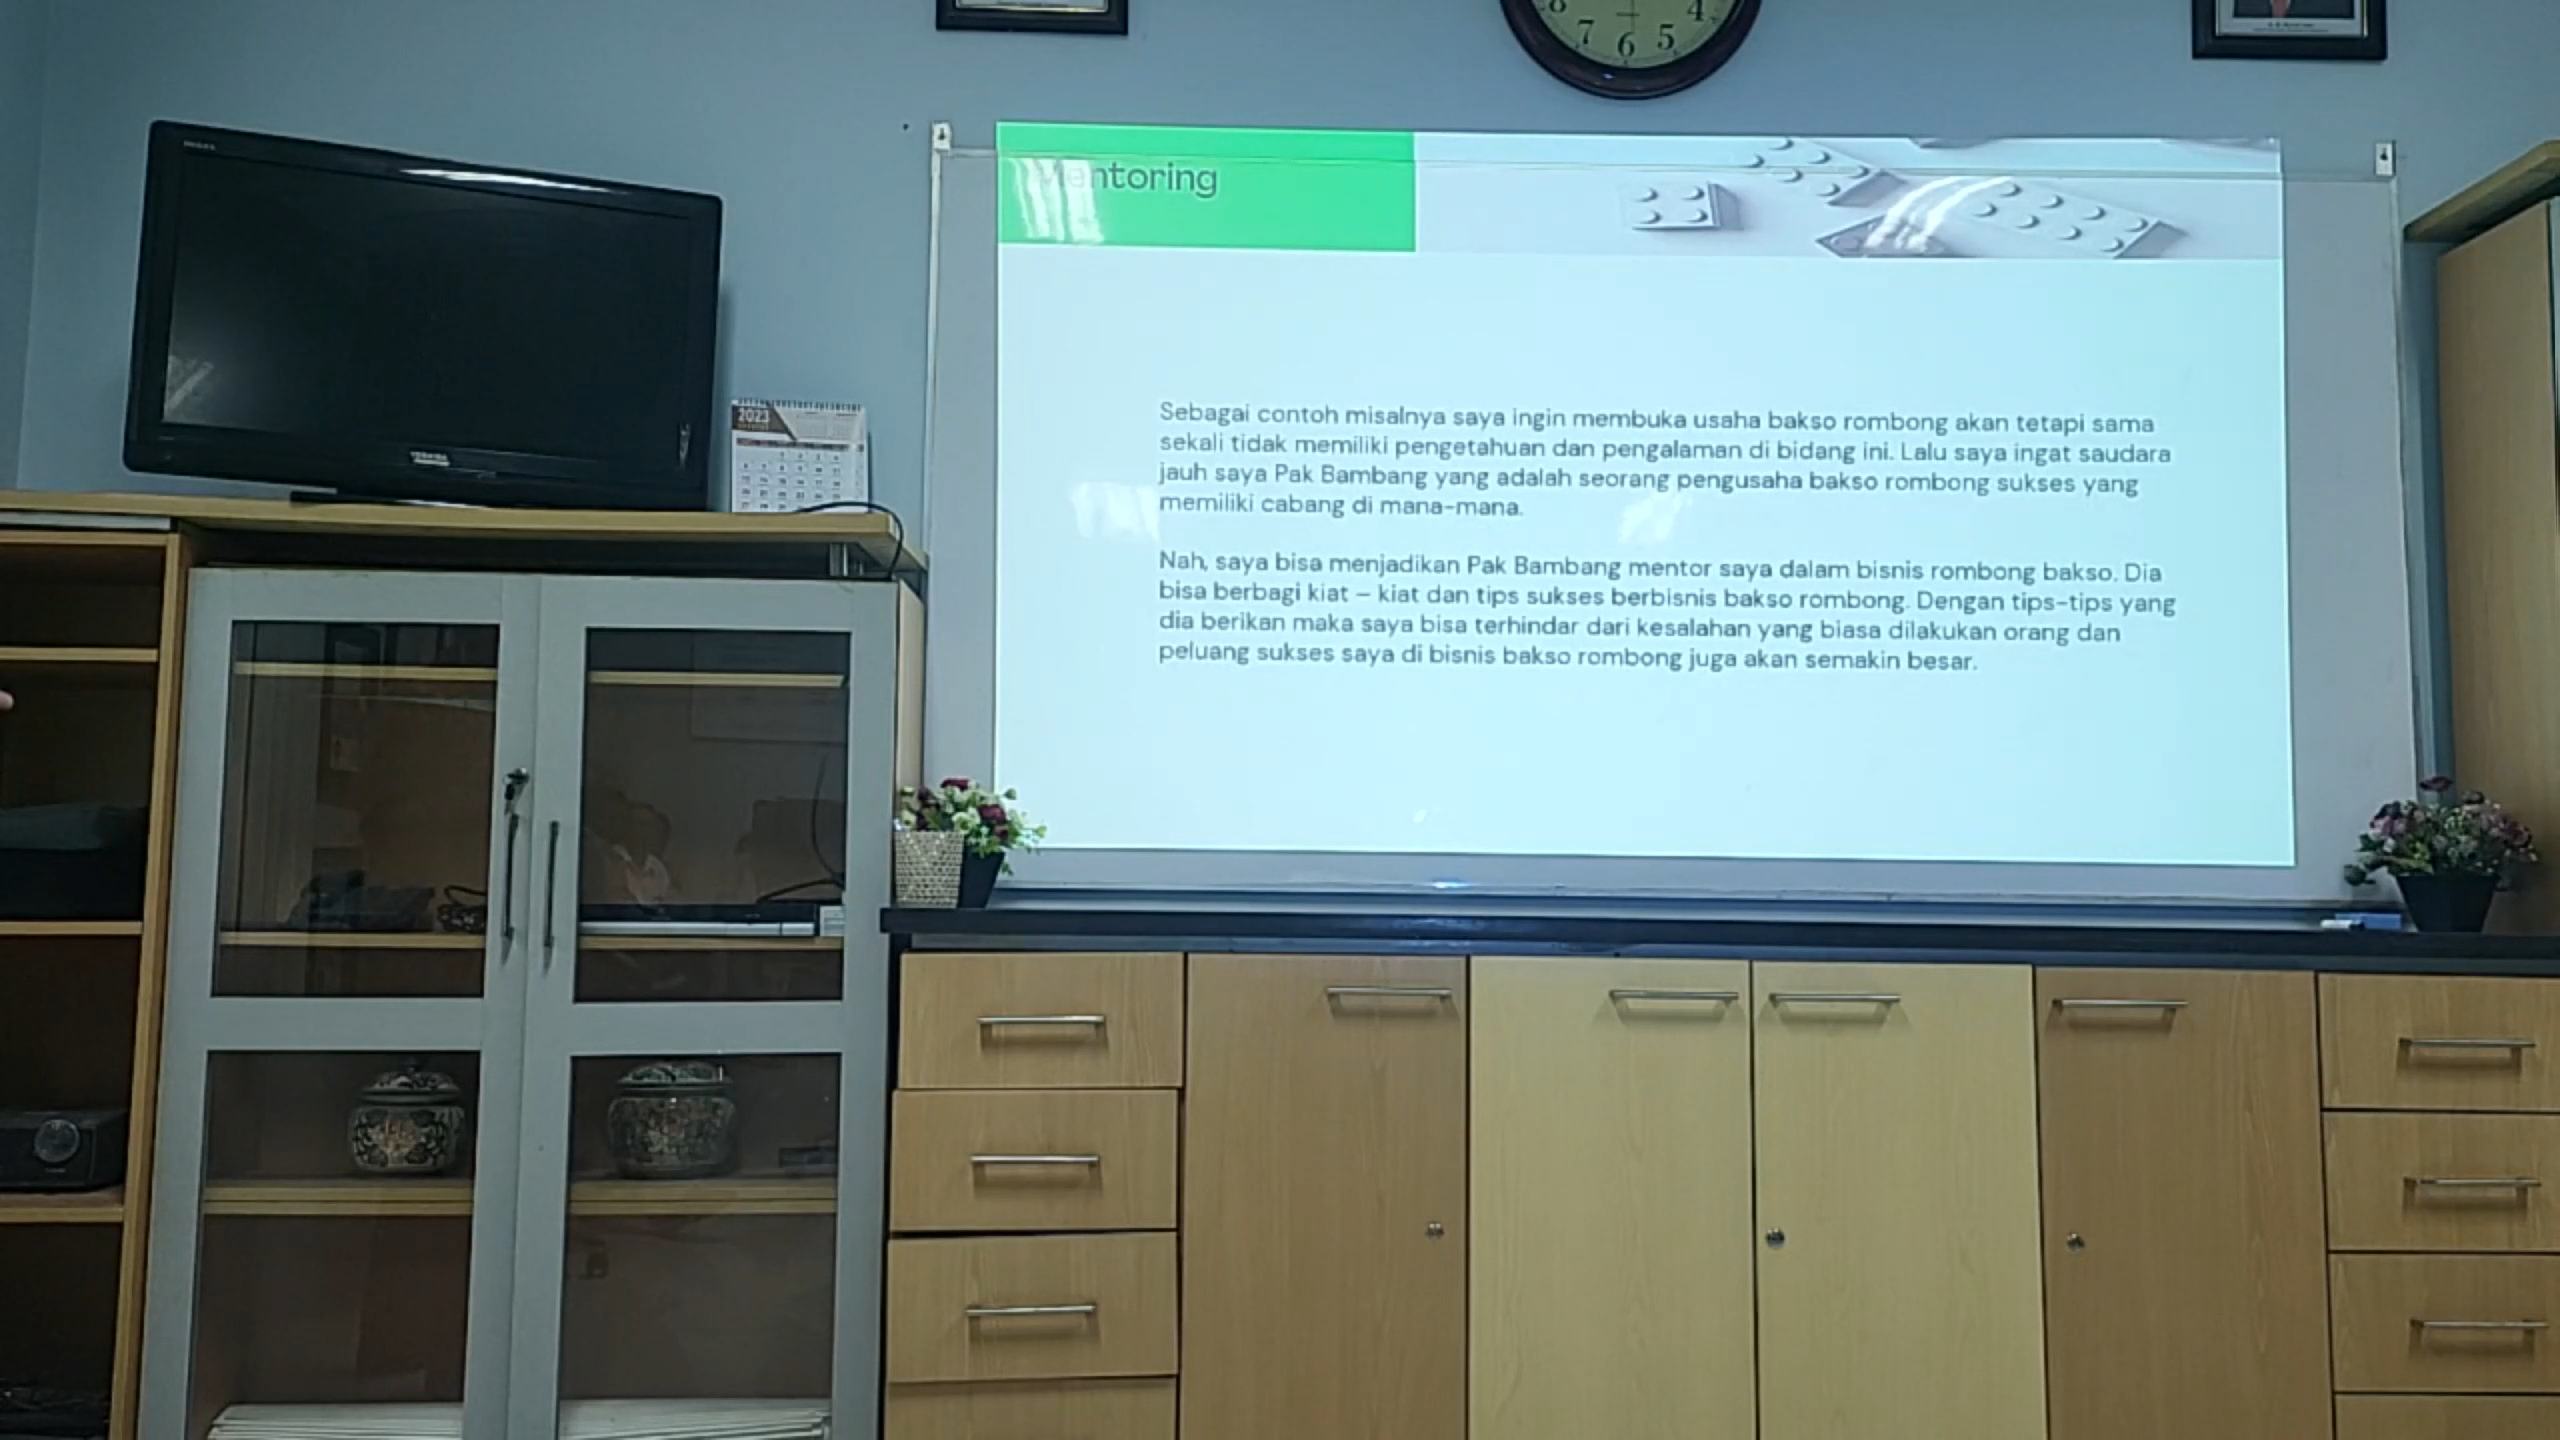 8 7 6 5 4
Mentoring
TOSHIBA
2023
Sebagai contoh misalnya saya ingin membuka usaha bakso rombong akan tetapi sama
sekali tidak memiliki pengetahuan dan pengalaman di bidang ini. Lalu saya ingat saudara
jauh saya Pak Bambang yang adalah seorang pengusaha bakso rombong sukses yang
memiliki cabang di mana-mana.
Nah, saya bisa menjadikan Pak Bambang mentor saya dalam bisnis rombong bakso. Dia
bisa berbagi kiat – kiat dan tips sukses berbisnis bakso rombong. Dengan tips-tips yang
dia berikan maka saya bisa terhindar dari kesalahan yang biasa dilakukan orang dan
peluang sukses saya di bisnis bakso rombong juga akan semakin besar.